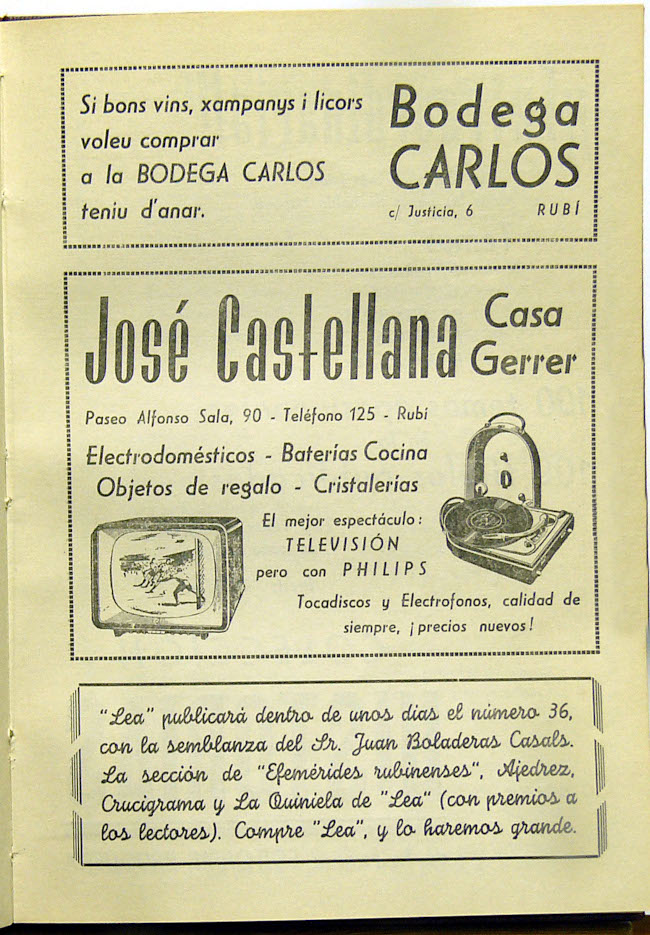 Si bons vins, xampanys i licors
voleu comprar
a la BODEGA CARLOS
teniu d'anar.
Bodega
CARLOS
c/ Justicia, 6 RUBÍ
José Castellana
Casa
Gerrer
Paseo Alfonso Sala, 90 - Teléfono 125 - Rubí
Electrodomésticos - Baterías Cocina
Objetos de regalo - Cristalerías
El mejor espectáculo:
TELEVISIÓN
pero con PHILIPS
Tocadiscos y Electrofonos, calidad de
siempre, ¡precios nuevos!
"Lea" publicará dentro de unos días el número 36,
con la semblanza del Sr. Juan Boladeras Casals.
La sección de "Efemérides rubinenses", Ajedrez,
Crucigrama y La Quiniela de "Lea" (con premios a
los lectores). Compre "Lea", y lo haremos grande.